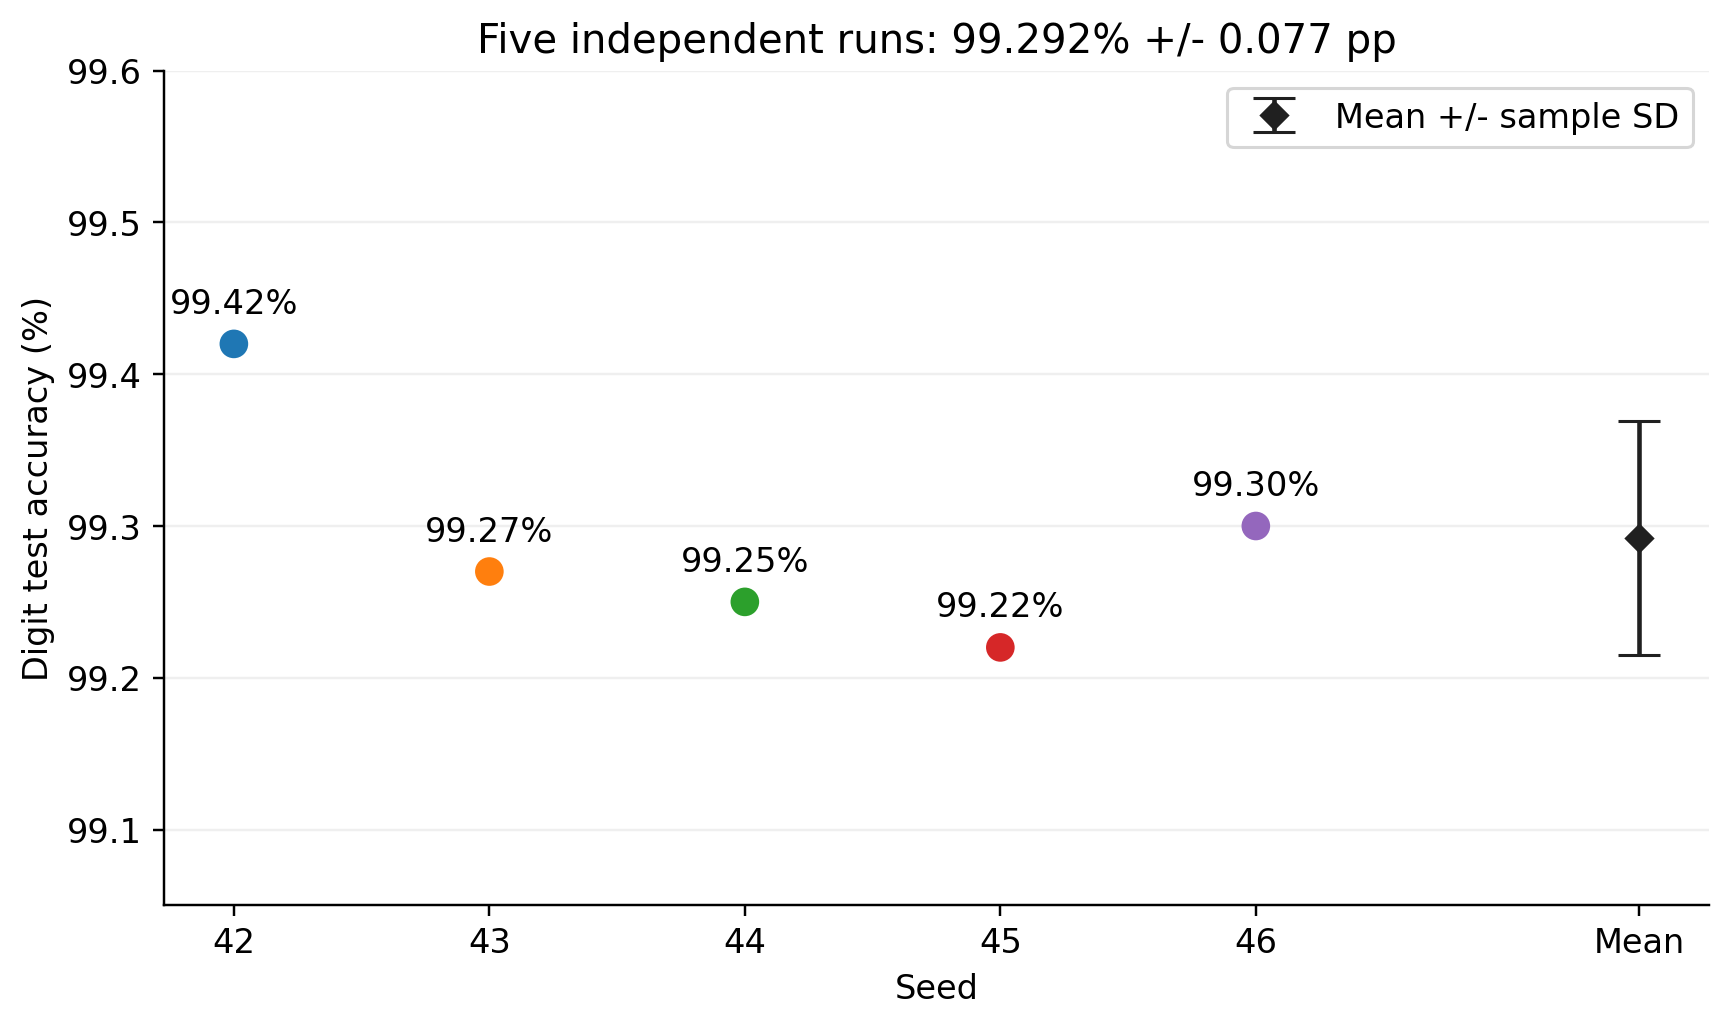 Five independent runs: 99.292% +/- 0.077 pp
Mean +/- sample SD
Digit test accuracy (%)
99.6
99.5
99.4
99.3
99.2
99.1
99.42%
99.27%
99.25%
99.22%
99.30%
42 43 44 45 46 Mean
Seed